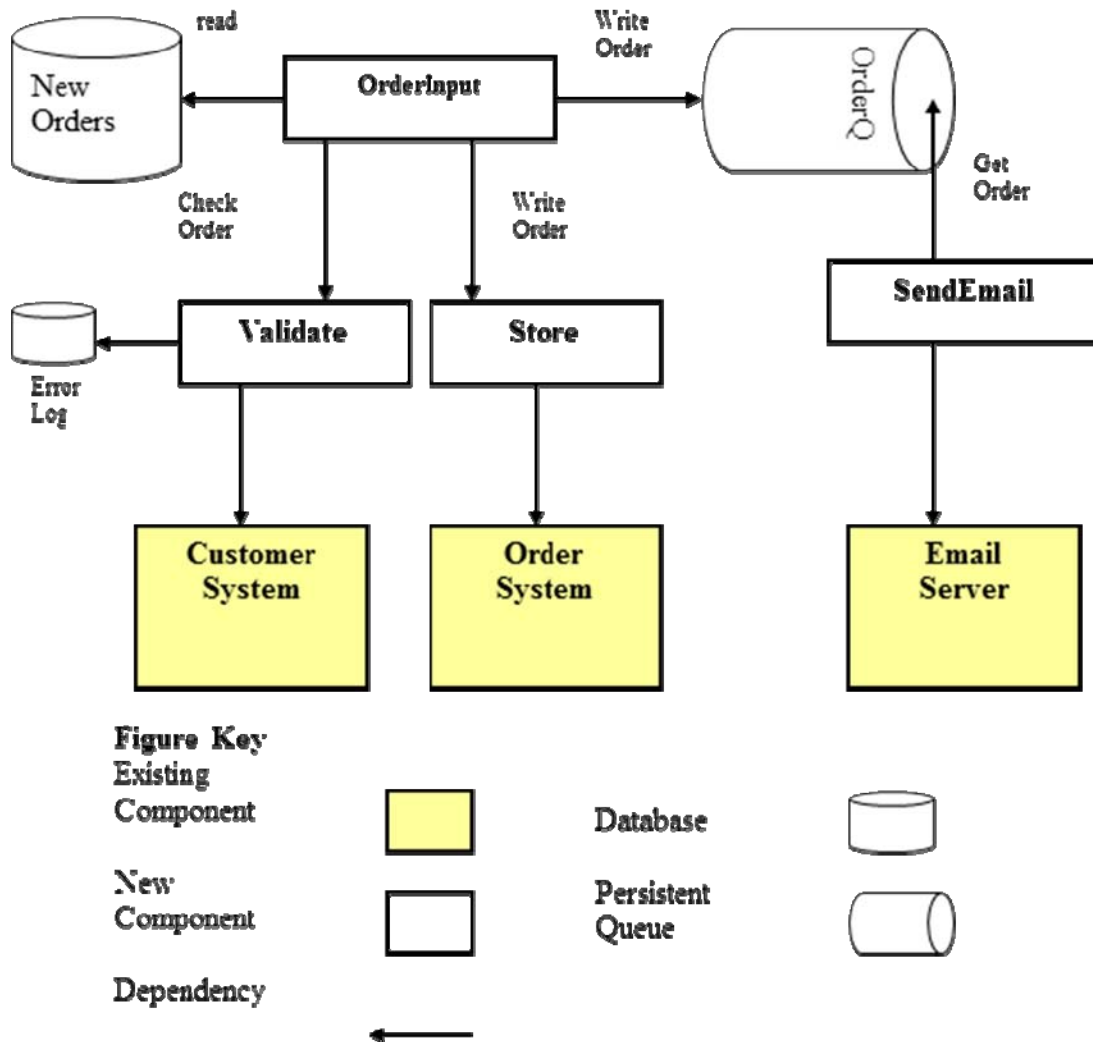 read
Write
Order
New
Orders
OrderInput
OrderQ
Get
Order
Check
Order
Write
Order
Validate
Store
SendEmail
Error
Log
Customer
System
Order
System
Email
Server
Figure Key
Existing
Component
Database
New
Component
Persistent
Queue
Dependency